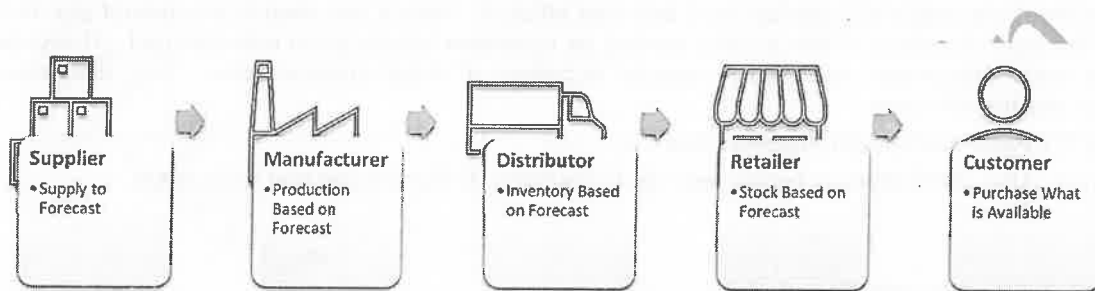 Supplier
•Supply to
Forecast
Manufacturer
•Production
Based on
Forecast
Distributor
•Inventory Based
on Forecast
Retailer
•Stock Based on
Forecast
Customer
•Purchase What
is Available